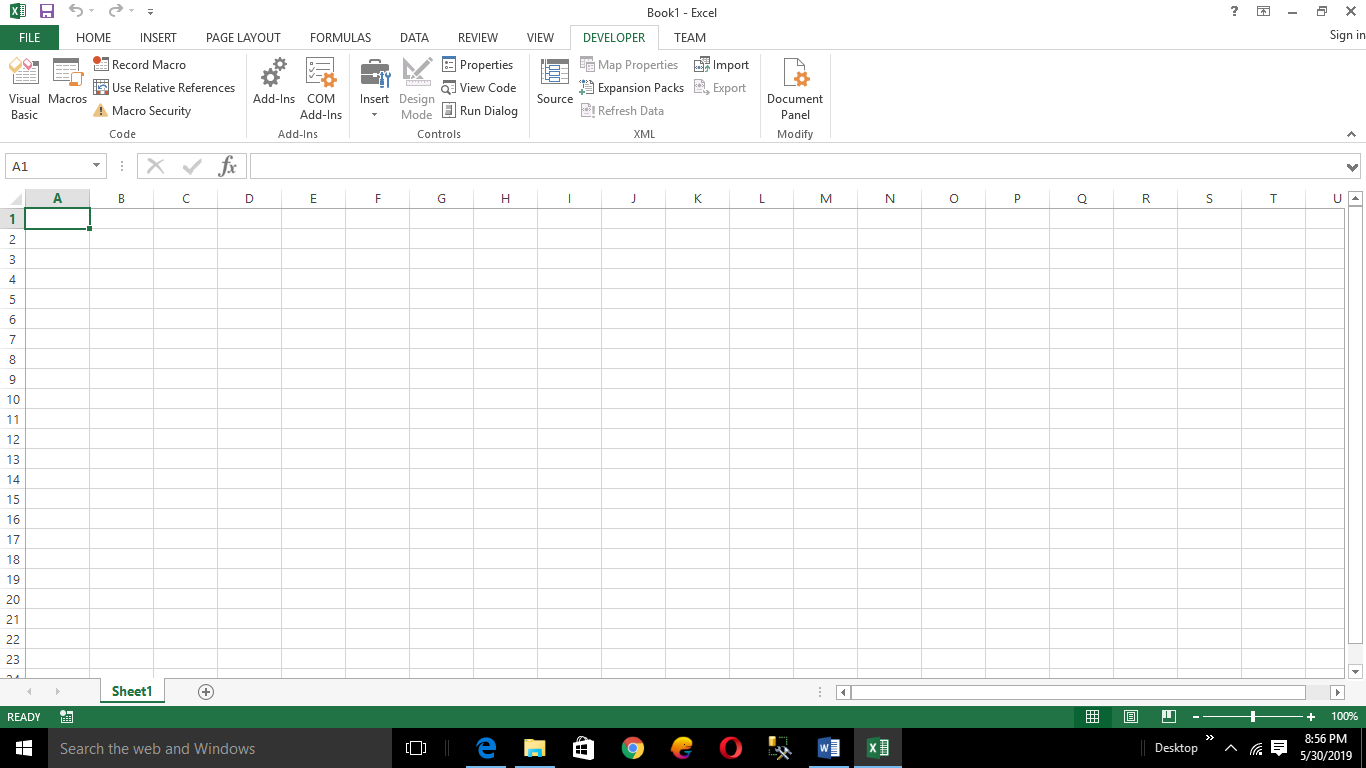 Book1 - Excel
?
FILE HOME INSERT PAGE LAYOUT FORMULAS DATA REVIEW VIEW DEVELOPER TEAM Sign in
Visual Basic
Macros
Record Macro
Use Relative References
Macro Security
Code
Add-Ins
COM Add-Ins
Add-Ins
Insert
Design Mode
Properties
View Code
Run Dialog
Controls
Source
Map Properties
Expansion Packs
Refresh Data
Import
Export
XML
Document Panel
Modify
A1
fx
A B C D E F G H I J K L M N O P Q R S T U
1
2
3
4
5
6
7
8
9
10
11
12
13
14
15
16
17
18
19
20
21
22
23
24
Sheet1
READY
100%
Search the web and Windows
Desktop
8:56 PM
5/30/2019